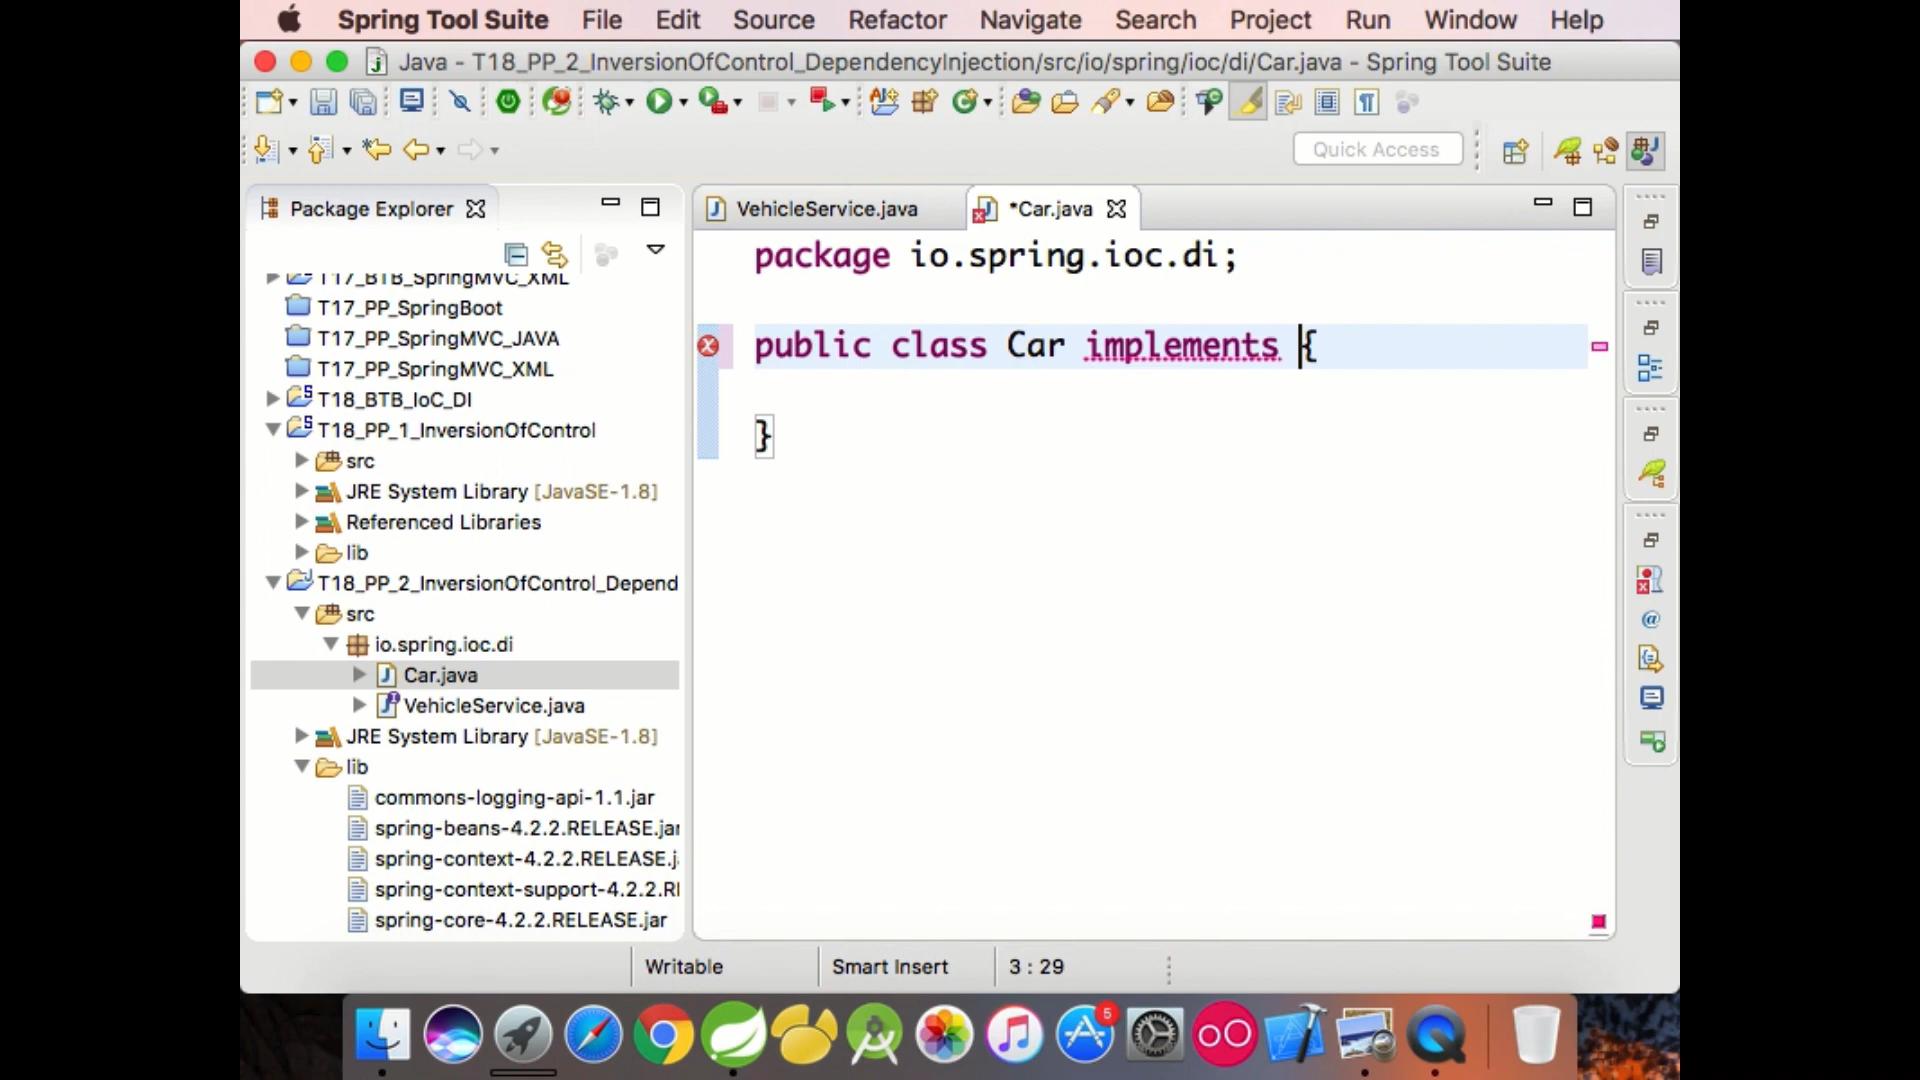 Spring Tool Suite File Edit Source Refactor Navigate Search Project Run Window Help
Java - T18_PP_2_InversionOfControl_DependencyInjection/src/io/spring/ioc/di/Car.java - Spring Tool Suite
Quick Access
Package Explorer
VehicleService.java
*Car.java
T17_BTB_SpringMVC_XML
T17_PP_SpringBoot
T17_PP_SpringMVC_JAVA
T17_PP_SpringMVC_XML
T18_BTB_IoC_DI
T18_PP_1_InversionOfControl
src
JRE System Library [JavaSE-1.8]
Referenced Libraries
lib
T18_PP_2_InversionOfControl_Depend
src
io.spring.ioc.di
Car.java
VehicleService.java
JRE System Library [JavaSE-1.8]
lib
commons-logging-api-1.1.jar
spring-beans-4.2.2.RELEASE.jar
spring-context-4.2.2.RELEASE.j
spring-context-support-4.2.2.RE
spring-core-4.2.2.RELEASE.jar
package io.spring.ioc.di;
public class Car implements {
}
Writable
Smart Insert
3 : 29
5